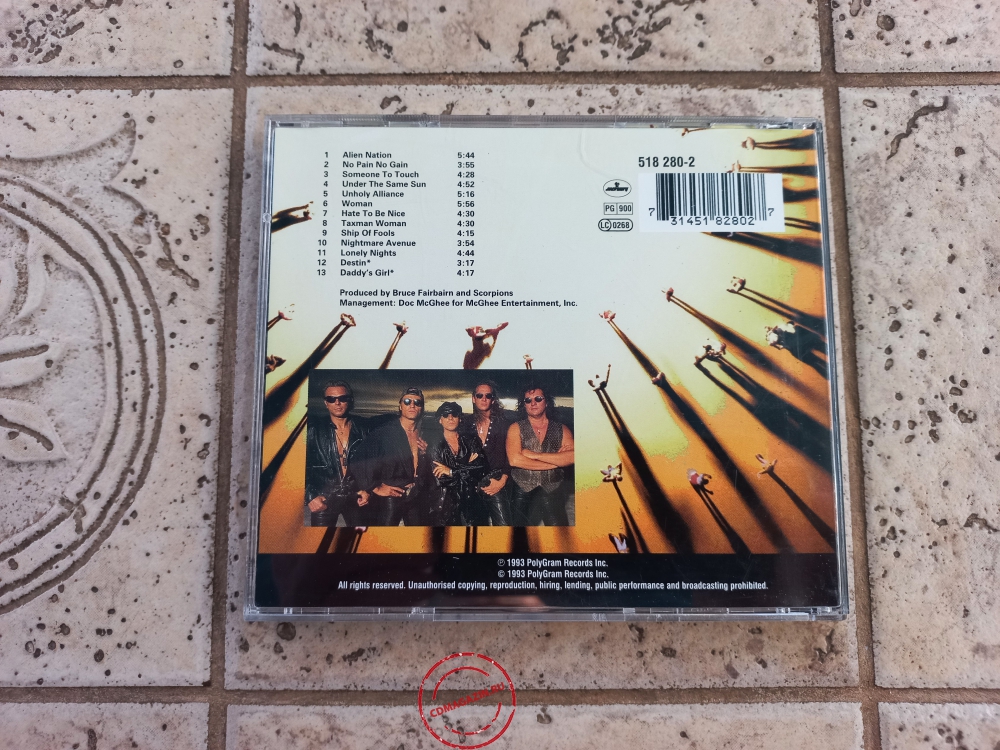 518 280-2
1 Alien Nation 5:44
2 No Pain No Gain 3:55
3 Someone To Touch 4:28
4 Under The Same Sun 4:52
5 Unholy Alliance 5:16
6 Woman 5:56
7 Hate To Be Nice 4:30
8 Taxman Woman 4:30
9 Ship Of Fools 4:15
10 Nightmare Avenue 3:54
11 Lonely Nights 4:44
12 Destin* 3:17
13 Daddy's Girl* 4:17
PG 900
LC 0268
7 31451 82802 7
Produced by Bruce Fairbairn and Scorpions
Management: Doc McGhee for McGhee Entertainment, Inc.
℗ 1993 PolyGram Records Inc.
© 1993 PolyGram Records Inc.
All rights reserved. Unauthorised copying, reproduction, hiring, lending, public performance and broadcasting prohibited.
CDMAGAZIN.RU